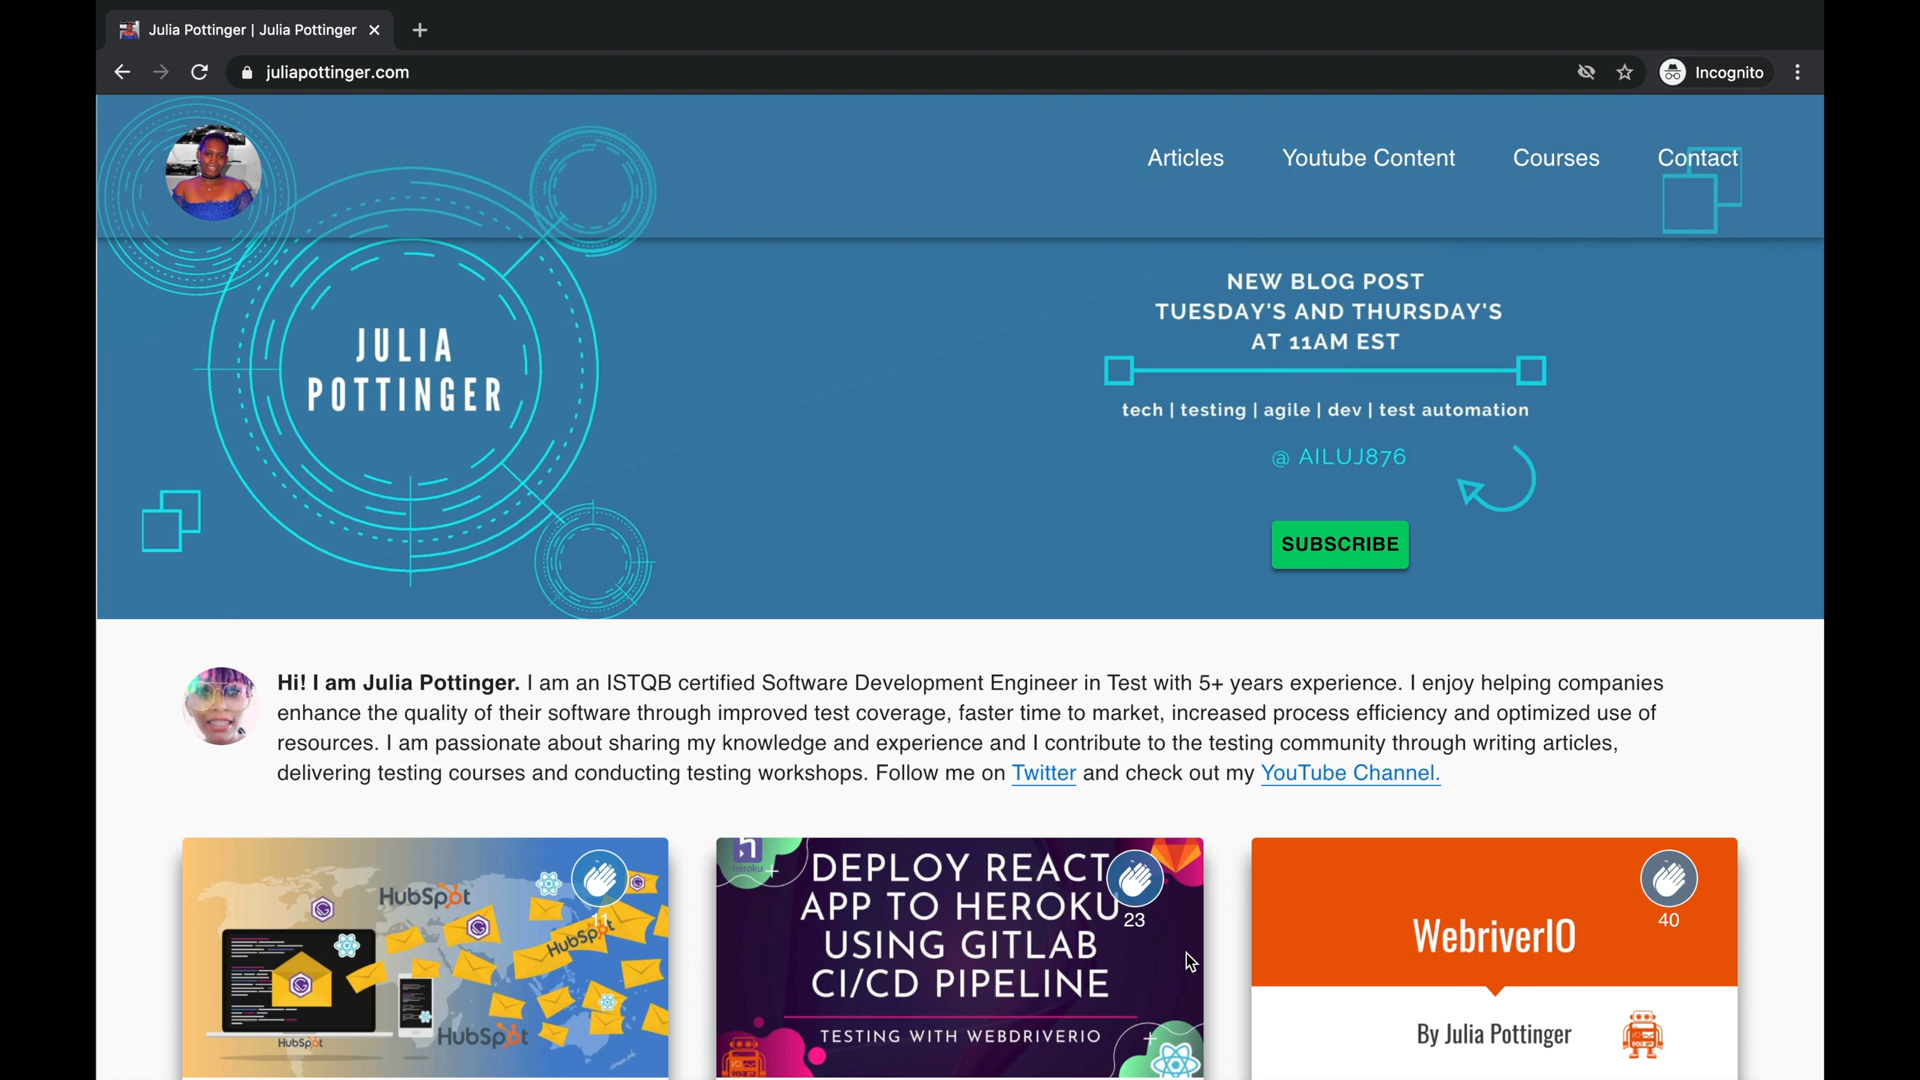 Julia Pottinger | Julia Pottinger
juliapottinger.com
Incognito
Articles Youtube Content Courses Contact
JULIA
POTTINGER
NEW BLOG POST
TUESDAY'S AND THURSDAY'S
AT 11AM EST
tech | testing | agile | dev | test automation
@ AILUJ876
SUBSCRIBE
Hi! I am Julia Pottinger. I am an ISTQB certified Software Development Engineer in Test with 5+ years experience. I enjoy helping companies
enhance the quality of their software through improved test coverage, faster time to market, increased process efficiency and optimized use of
resources. I am passionate about sharing my knowledge and experience and I contribute to the testing community through writing articles,
delivering testing courses and conducting testing workshops. Follow me on Twitter and check out my YouTube Channel.
HubSpot
11
HubSpot
HubSpot
HubSpot
heroku
DEPLOY REACT
APP TO HEROKU
23
USING GITLAB
CI/CD PIPELINE
TESTING WITH WEBDRIVERIO
40
WebriverIO
By Julia Pottinger